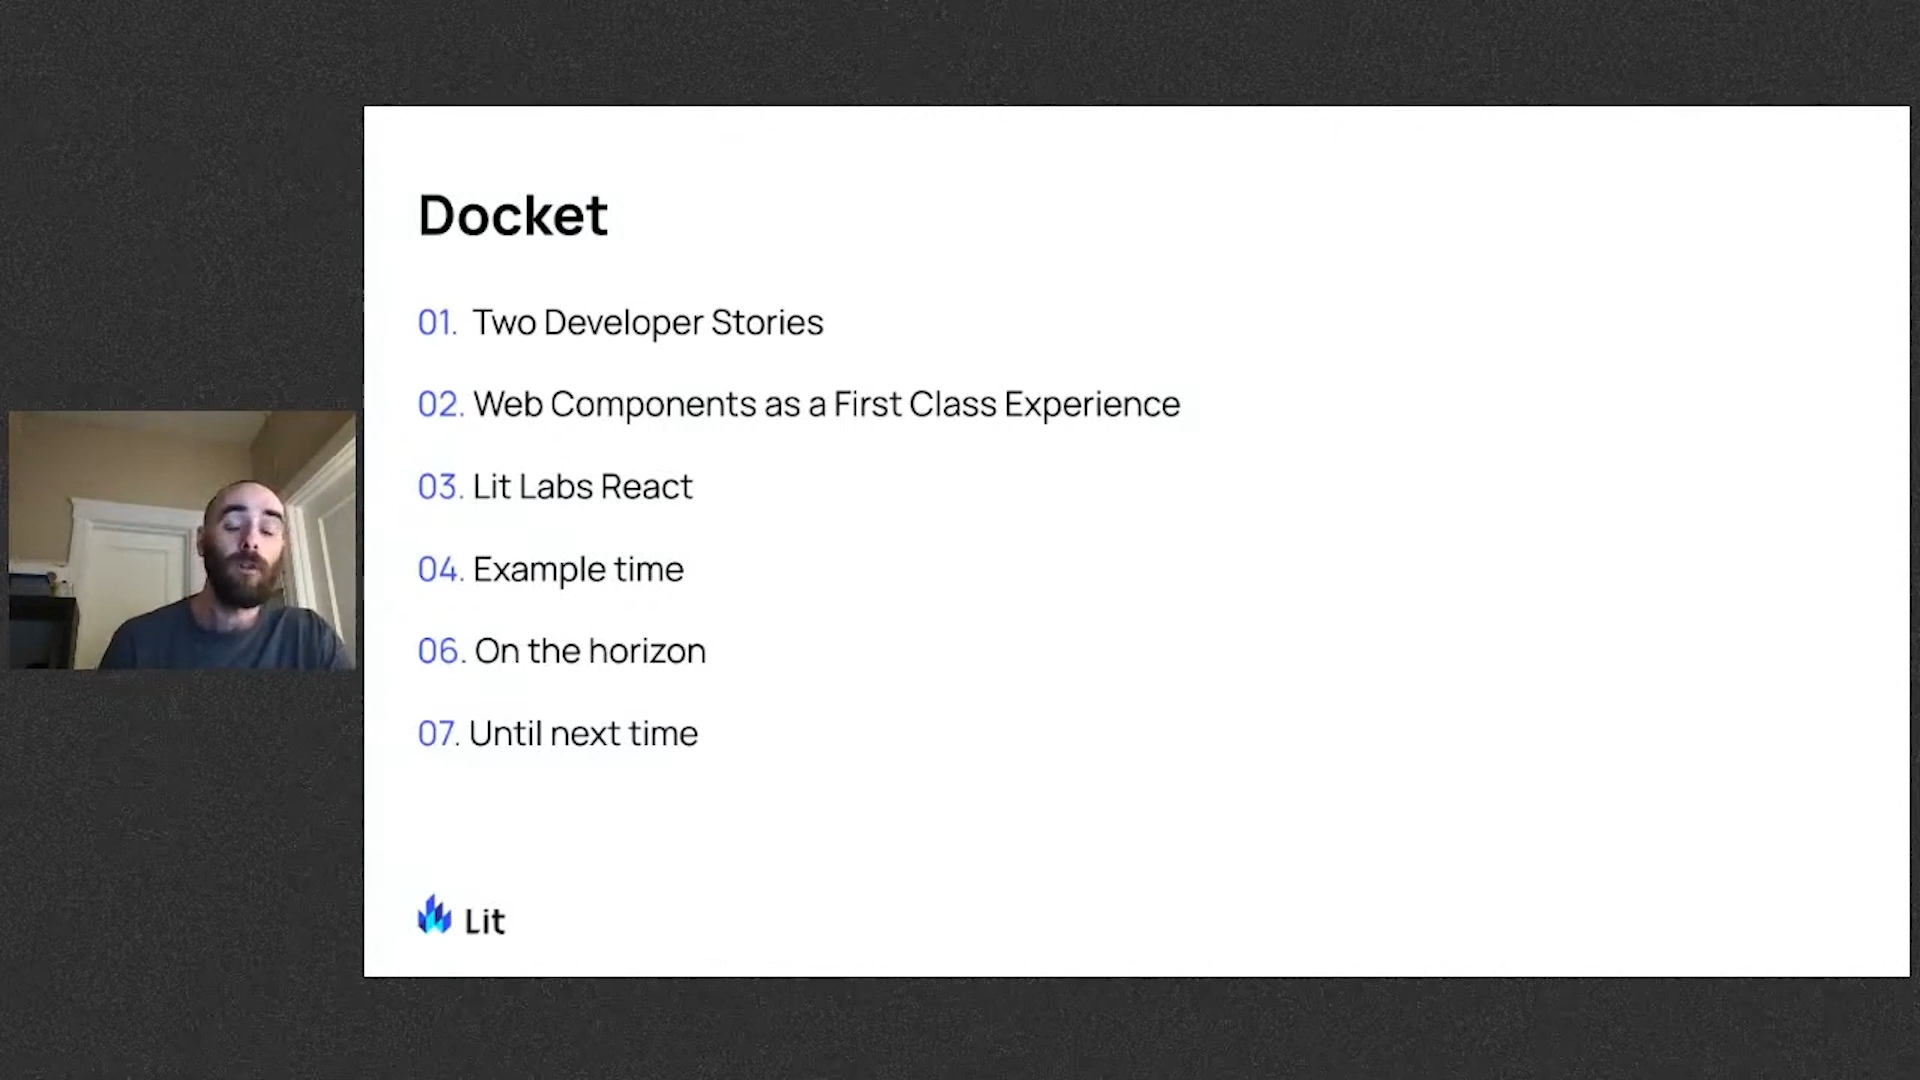 Docket
01. Two Developer Stories
02. Web Components as a First Class Experience
03. Lit Labs React
04. Example time
06. On the horizon
07. Until next time
Lit